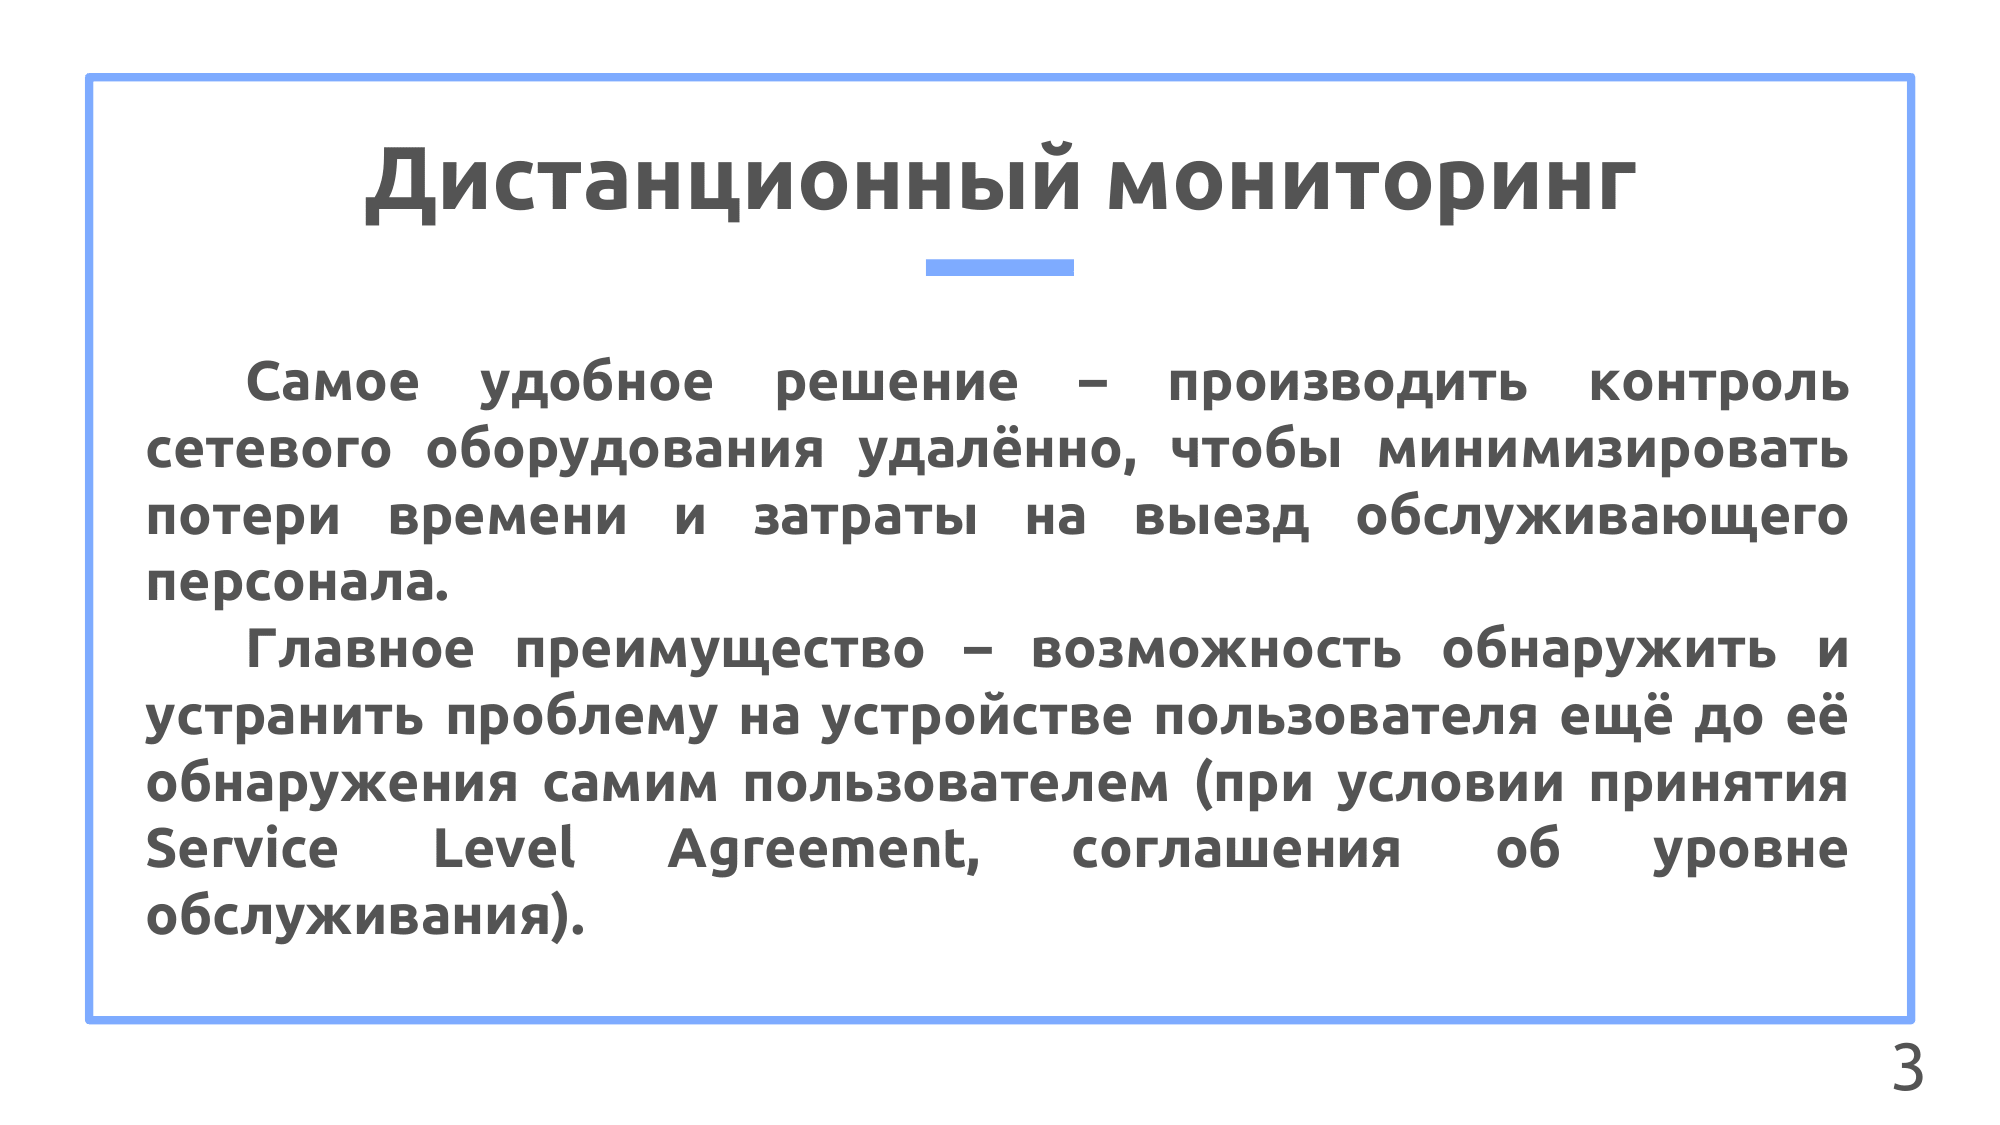 Дистанционный мониторинг
Самое удобное решение – производить контроль
сетевого оборудования удалённо, чтобы минимизировать
потери времени и затраты на выезд обслуживающего
персонала.
Главное преимущество – возможность обнаружить и
устранить проблему на устройстве пользователя ещё до её
обнаружения самим пользователем (при условии принятия
Service Level Agreement, соглашения об уровне
обслуживания).
3